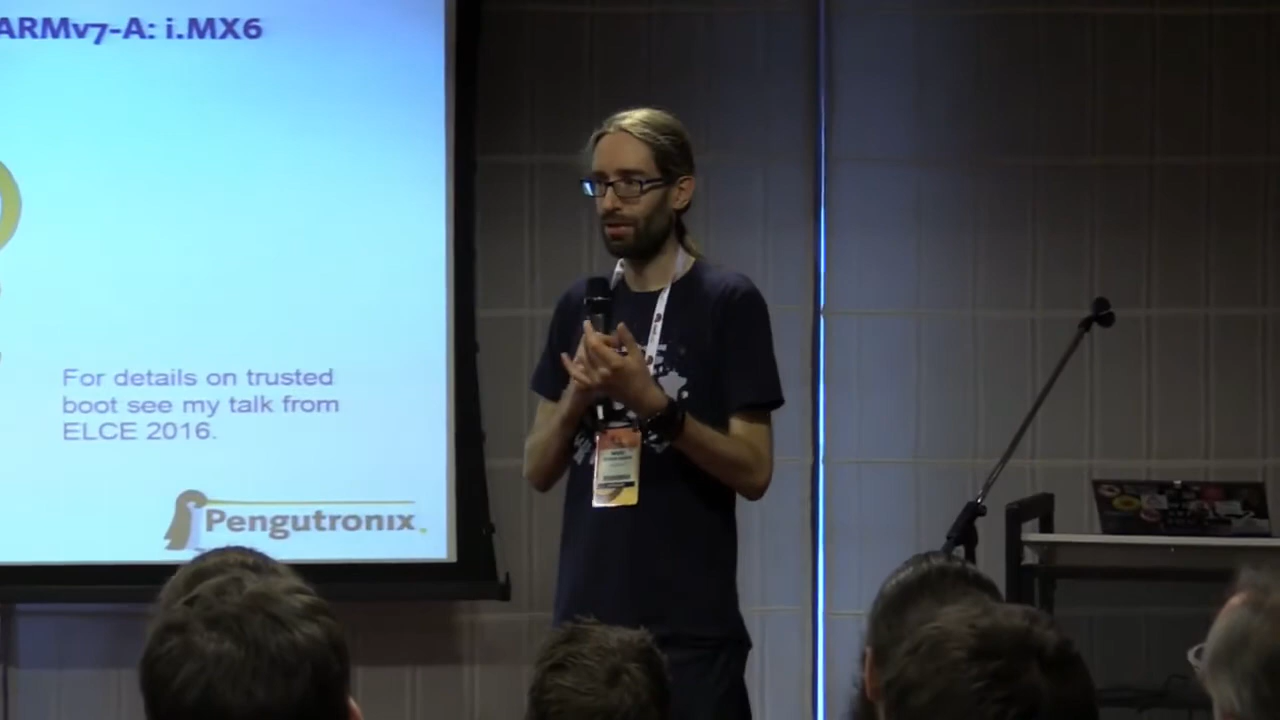 ARMv7-A: i.MX6
For details on trusted
boot see my talk from
ELCE 2016.
Pengutronix